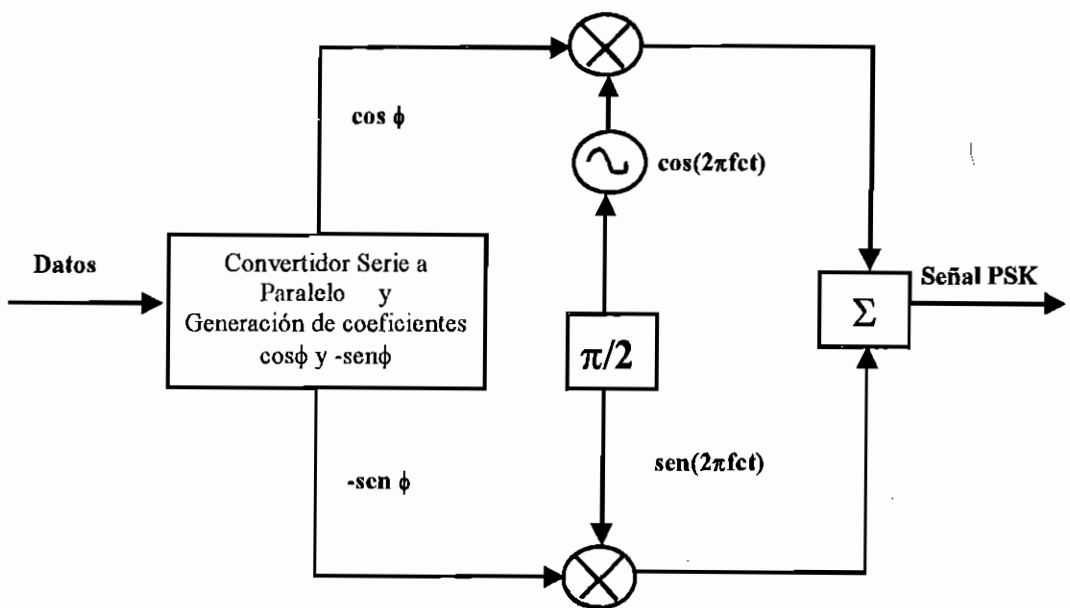 cos ϕ
cos(2πfct)
Datos
Convertidor Serie a
Paralelo y
Generación de coeficientes
cosϕ y -senϕ
π/2
Σ
Señal PSK
-sen ϕ
sen(2πfct)